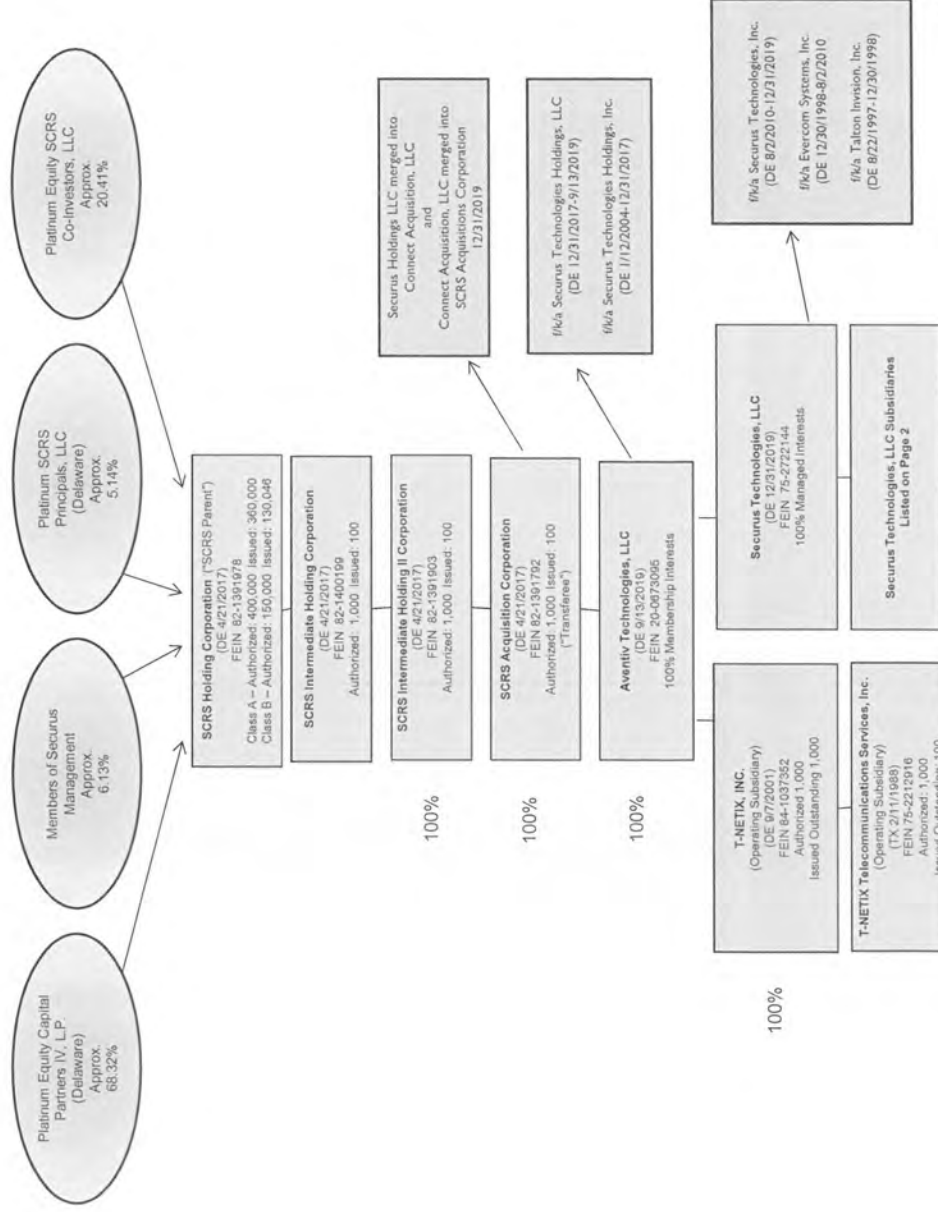 Platinum Equity Capital
Partners IV, L.P.
(Delaware)
Approx.
68.32%
Members of Securus
Management
Approx.
6.13%
Platinum SCRS
Principals, LLC
(Delaware)
Approx.
5.14%
Platinum Equity SCRS
Co-Investors, LLC
Approx.
20.41%
SCRS Holding Corporation ("SCRS Parent")
(DE 4/21/2017)
FEIN 82-1391978
Class A – Authorized: 400,000 Issued: 360,000
Class B – Authorized: 150,000 Issued: 130,046
SCRS Intermediate Holding Corporation
(DE 4/21/2017)
FEIN 82-1400199
Authorized: 1,000 Issued: 100
100%
SCRS Intermediate Holding II Corporation
(DE 4/21/2017)
FEIN 82-1391903
Authorized: 1,000 Issued: 100
Securus Holdings LLC merged into
Connect Acquisition, LLC
and
Connect Acquisition, LLC merged into
SCRS Acquisitions Corporation
12/31/2019
100%
SCRS Acquisition Corporation
(DE 4/21/2017)
FEIN 82-1391792
Authorized: 1,000 Issued: 100
("Transferee")
f/k/a Securus Technologies Holdings, LLC
(DE 12/31/2017-9/13/2019)
f/k/a Securus Technologies Holdings, Inc.
(DE 1/12/2004-12/31/2017)
100%
Aventiv Technologies, LLC
(DE 9/13/2019)
FEIN 20-0673095
100% Membership Interests
100%
T-NETIX, INC.
(Operating Subsidiary)
(DE 9/7/2001)
FEIN 84-1037352
Authorized 1,000
Issued Outstanding 1,000
Securus Technologies, LLC
(DE 12/31/2019)
FEIN 75-2722144
100% Managed Interests
f/k/a Securus Technologies, Inc.
(DE 8/2/2010-12/31/2019)
f/k/a Evercom Systems, Inc.
(DE 12/30/1998-8/2/2010
f/k/a Talton Invision, Inc.
(DE 8/22/1997-12/30/1998)
T-NETIX Telecommunications Services, Inc.
(Operating Subsidiary)
(TX 2/11/1988)
FEIN 75-2212916
Authorized: 1,000
Issued Outstanding 100
Securus Technologies, LLC Subsidiaries
Listed on Page 2